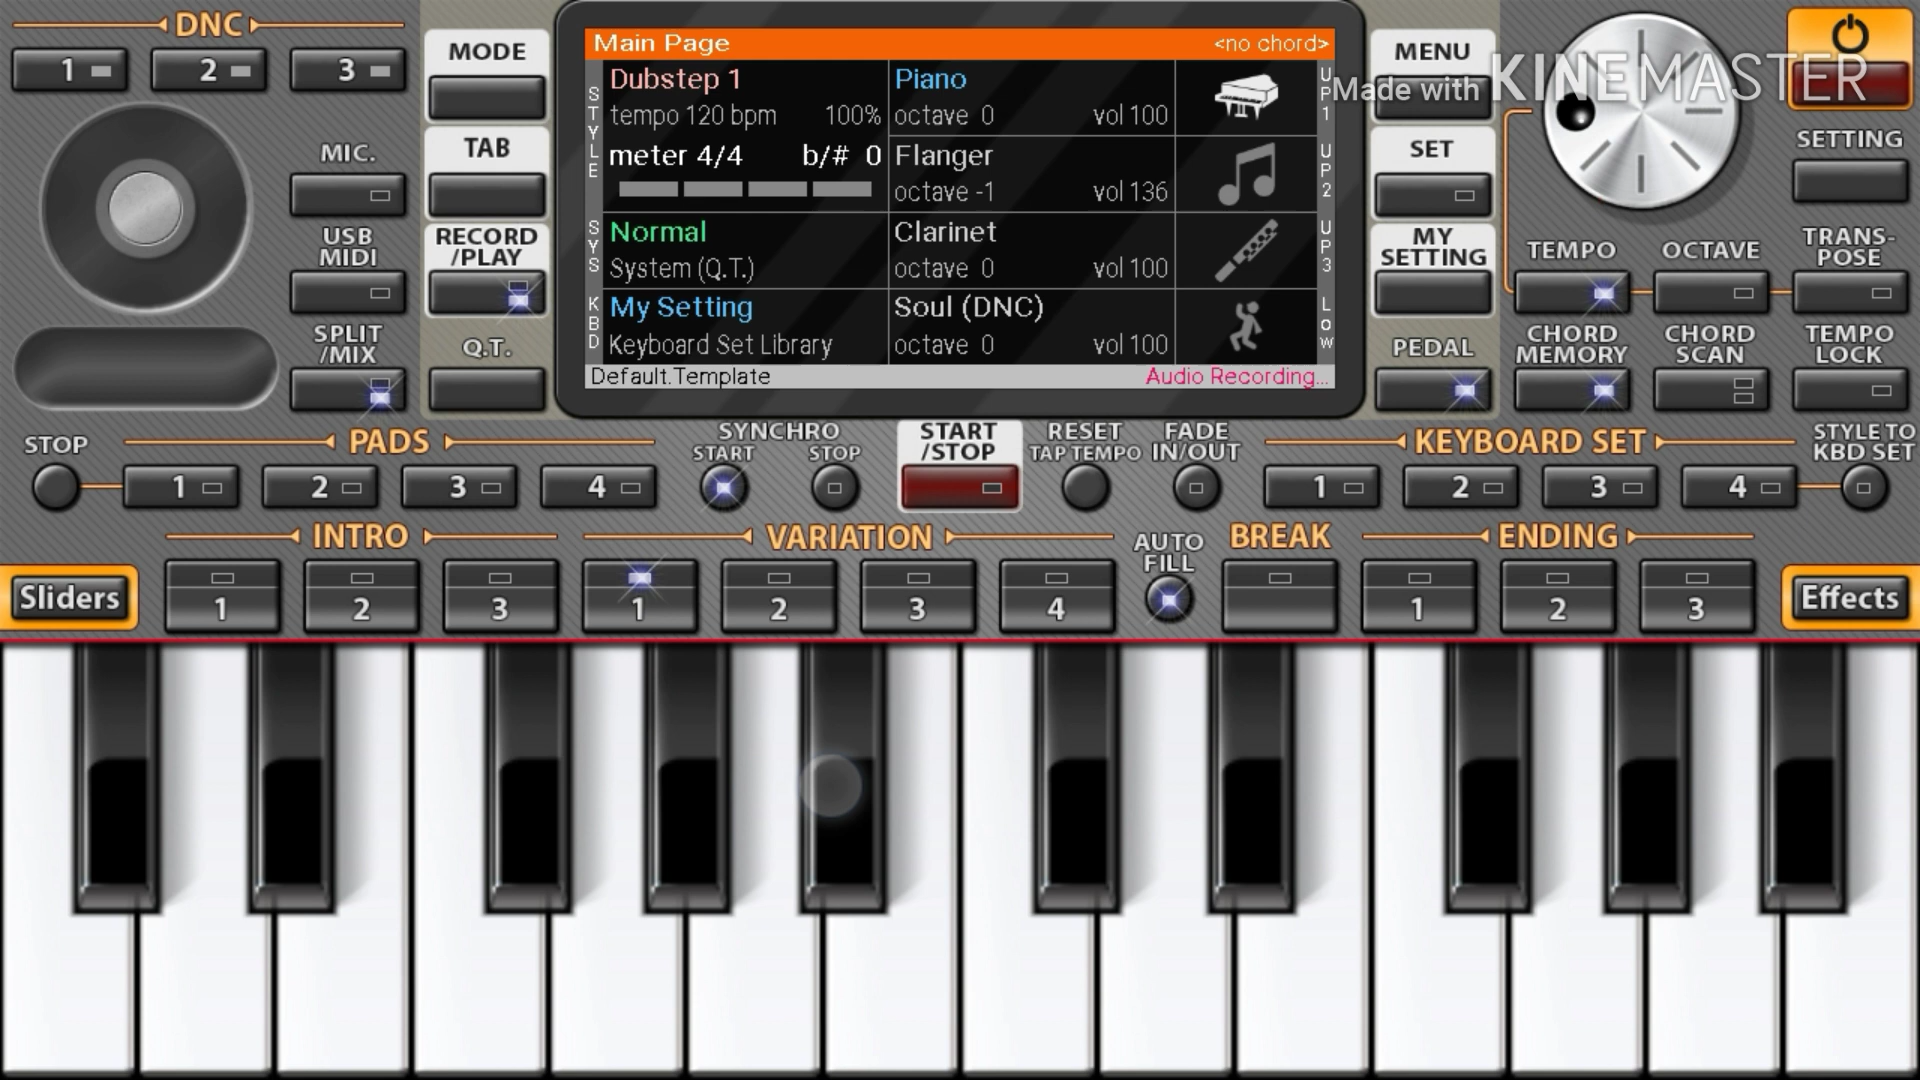 DNC
1
2
3
MODE
TAB
RECORD
/PLAY
Q.T.
MIC.
USB
MIDI
SPLIT
/MIX
Main Page
<no chord>
STYLE
Dubstep 1
tempo 120 bpm 100%
meter 4/4 b/# 0
SYS
Normal
System (Q.T.)
KBD
My Setting
Keyboard Set Library
Piano
octave 0 vol 100
UP1
Flanger
octave -1 vol 136
UP2
Clarinet
octave 0 vol 100
UP3
Soul (DNC)
octave 0 vol 100
LOW
Default.Template
Audio Recording...
MENU
Made with KINEMASTER
SET
MY
SETTING
PEDAL
SETTING
TEMPO
OCTAVE
TRANS-
POSE
CHORD
MEMORY
CHORD
SCAN
TEMPO
LOCK
STOP
PADS
1
2
3
4
SYNCHRO
START
STOP
START
/STOP
RESET
TAP TEMPO
FADE
IN/OUT
KEYBOARD SET
1
2
3
4
STYLE TO
KBD SET
Sliders
INTRO
1
2
3
VARIATION
1
2
3
4
AUTO
FILL
BREAK
ENDING
1
2
3
Effects